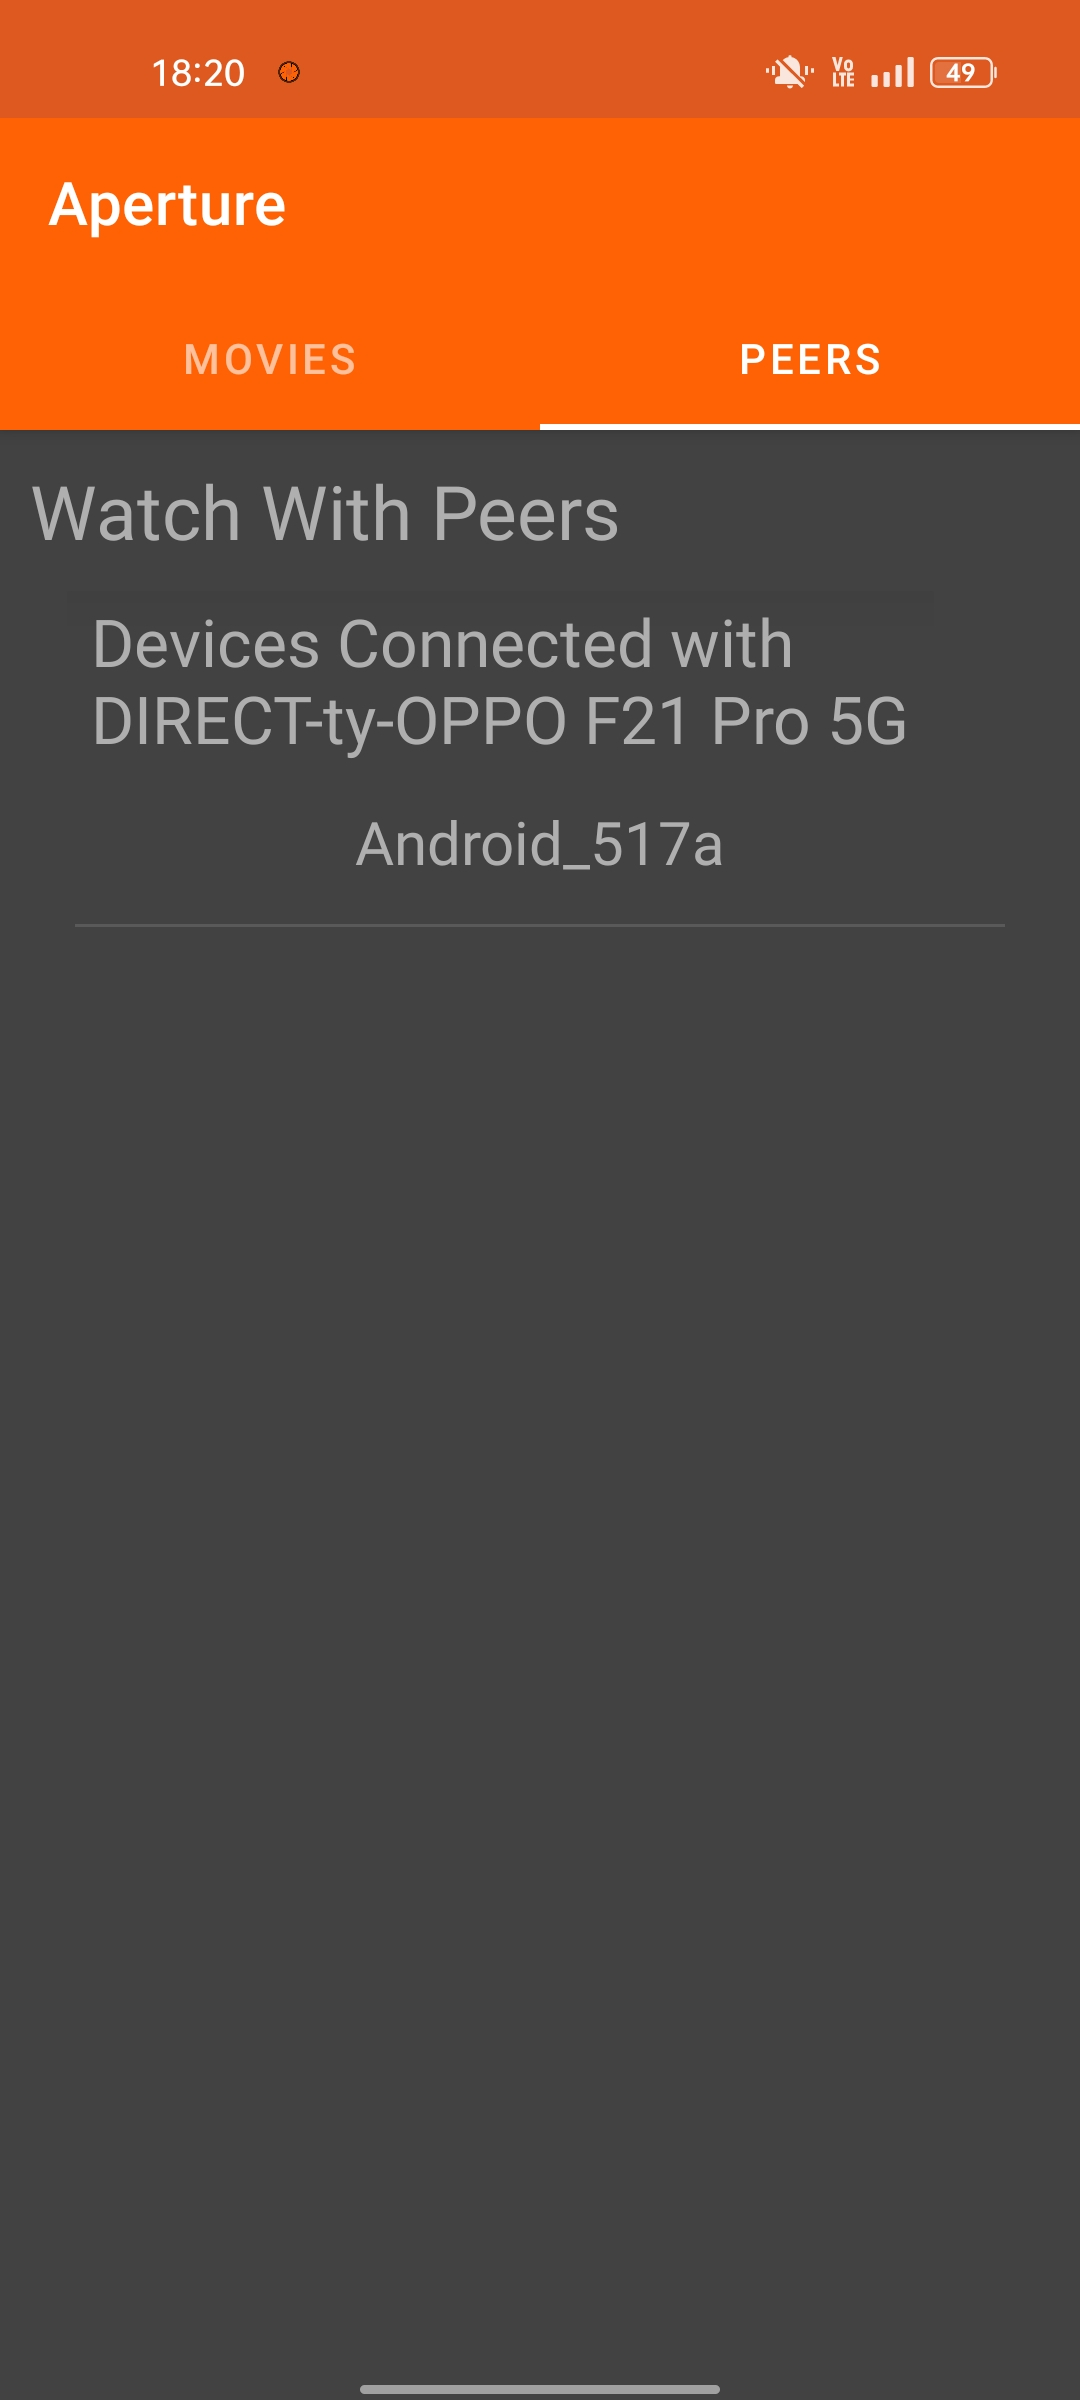 18:20
Vo
LTE
49
Aperture
MOVIES
PEERS
Watch With Peers
Devices Connected with
DIRECT-ty-OPPO F21 Pro 5G
Android_517a